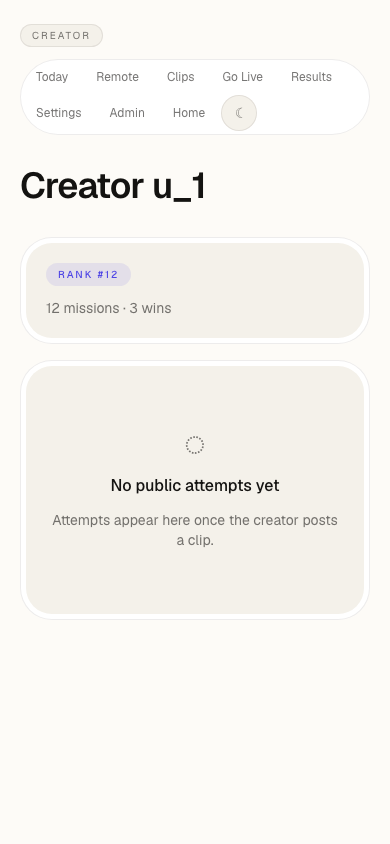 CREATOR
Today Remote Clips Go Live Results
Settings Admin Home
Creator u_1
RANK #12
12 missions · 3 wins
No public attempts yet
Attempts appear here once the creator posts
a clip.